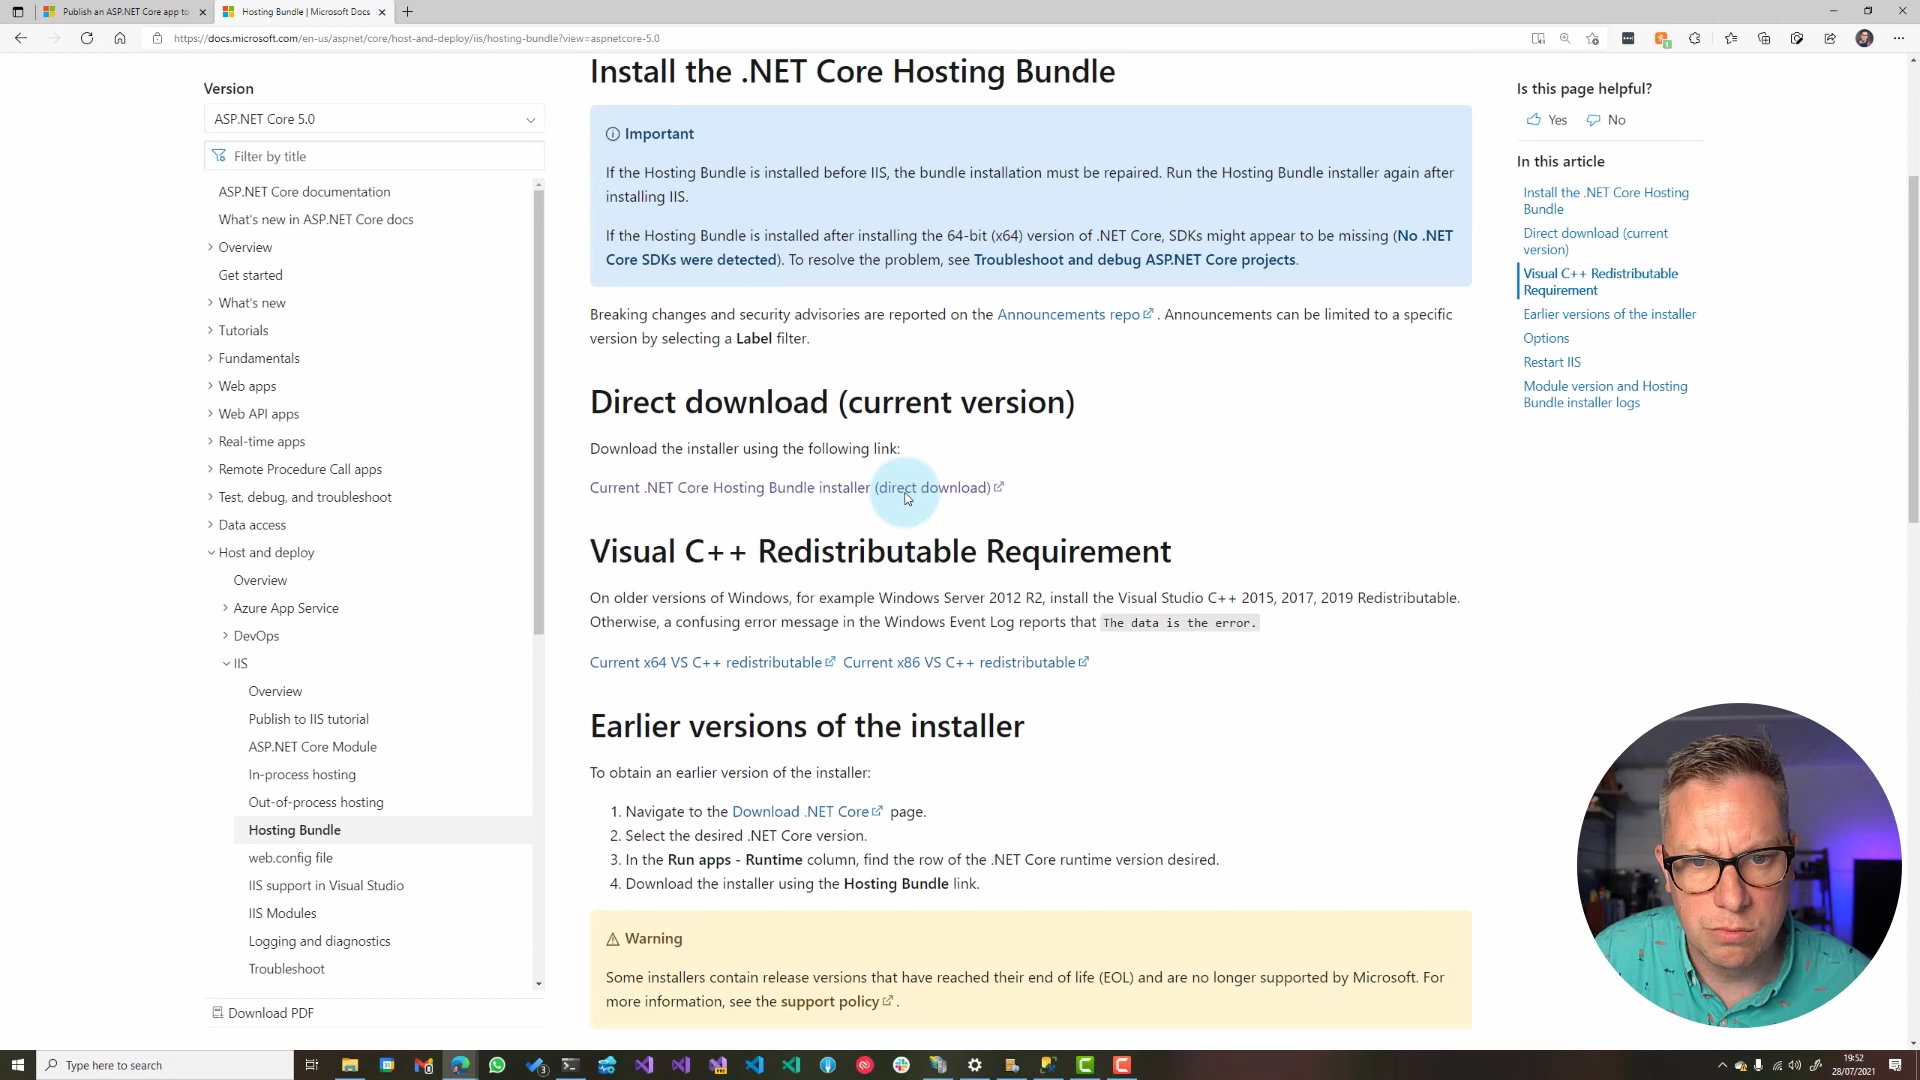 Publish an ASP.NET Core app to
Hosting Bundle | Microsoft Docs
https://docs.microsoft.com/en-us/aspnet/core/host-and-deploy/iis/hosting-bundle?view=aspnetcore-5.0
Version
ASP.NET Core 5.0
Filter by title
ASP.NET Core documentation
What's new in ASP.NET Core docs
Overview
Get started
What's new
Tutorials
Fundamentals
Web apps
Web API apps
Real-time apps
Remote Procedure Call apps
Test, debug, and troubleshoot
Data access
Host and deploy
Overview
Azure App Service
DevOps
IIS
Overview
Publish to IIS tutorial
ASP.NET Core Module
In-process hosting
Out-of-process hosting
Hosting Bundle
web.config file
IIS support in Visual Studio
IIS Modules
Logging and diagnostics
Troubleshoot
Download PDF
Install the .NET Core Hosting Bundle
Important
If the Hosting Bundle is installed before IIS, the bundle installation must be repaired. Run the Hosting Bundle installer again after
installing IIS.
If the Hosting Bundle is installed after installing the 64-bit (x64) version of .NET Core, SDKs might appear to be missing (No .NET
Core SDKs were detected). To resolve the problem, see Troubleshoot and debug ASP.NET Core projects.
Breaking changes and security advisories are reported on the Announcements repo . Announcements can be limited to a specific
version by selecting a Label filter.
Direct download (current version)
Download the installer using the following link:
Current .NET Core Hosting Bundle installer (direct download)
Visual C++ Redistributable Requirement
On older versions of Windows, for example Windows Server 2012 R2, install the Visual Studio C++ 2015, 2017, 2019 Redistributable.
Otherwise, a confusing error message in the Windows Event Log reports that The data is the error.
Current x64 VS C++ redistributable Current x86 VS C++ redistributable
Earlier versions of the installer
To obtain an earlier version of the installer:
1. Navigate to the Download .NET Core page.
2. Select the desired .NET Core version.
3. In the Run apps - Runtime column, find the row of the .NET Core runtime version desired.
4. Download the installer using the Hosting Bundle link.
Warning
Some installers contain release versions that have reached their end of life (EOL) and are no longer supported by Microsoft. For
more information, see the support policy .
Is this page helpful?
Yes No
In this article
Install the .NET Core Hosting
Bundle
Direct download (current
version)
Visual C++ Redistributable
Requirement
Earlier versions of the installer
Options
Restart IIS
Module version and Hosting
Bundle installer logs
Type here to search
19:52
28/07/2021